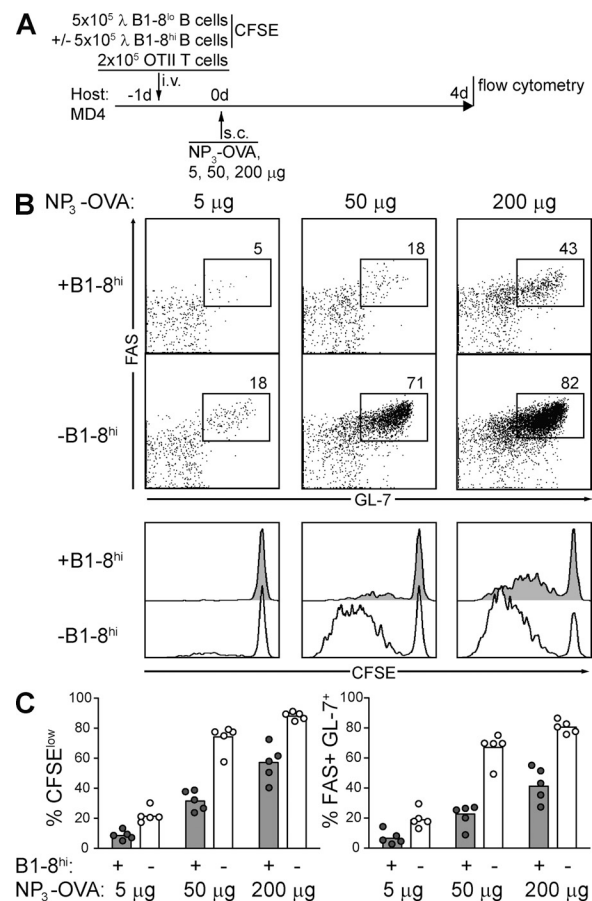 A
5x10⁵ λ B1-8ˡᵒ B cells
+/- 5x10⁵ λ B1-8ʰⁱ B cells
CFSE
2x10⁵ OTII T cells
i.v.
Host:
MD4
-1d
0d
4d
flow cytometry
s.c.
NP₃-OVA,
5, 50, 200 µg
B
NP₃-OVA:
5 µg
50 µg
200 µg
+B1-8ʰⁱ
5
18
43
FAS
-B1-8ʰⁱ
18
71
82
GL-7
+B1-8ʰⁱ
-B1-8ʰⁱ
CFSE
C
% CFSEˡᵒʷ
100
80
60
40
20
0
% FAS+ GL-7⁺
100
80
60
40
20
0
B1-8ʰⁱ:
+ - + - + -
+ - + - + -
NP₃-OVA:
5 µg 50 µg 200 µg
5 µg 50 µg 200 µg